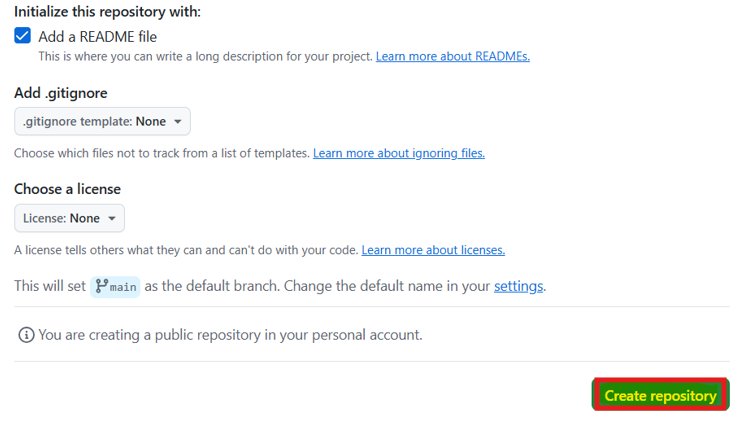 Initialize this repository with:
Add a README file
This is where you can write a long description for your project. Learn more about READMEs.
Add .gitignore
.gitignore template: None
Choose which files not to track from a list of templates. Learn more about ignoring files.
Choose a license
License: None
A license tells others what they can and can't do with your code. Learn more about licenses.
This will set main as the default branch. Change the default name in your settings.
You are creating a public repository in your personal account.
Create repository